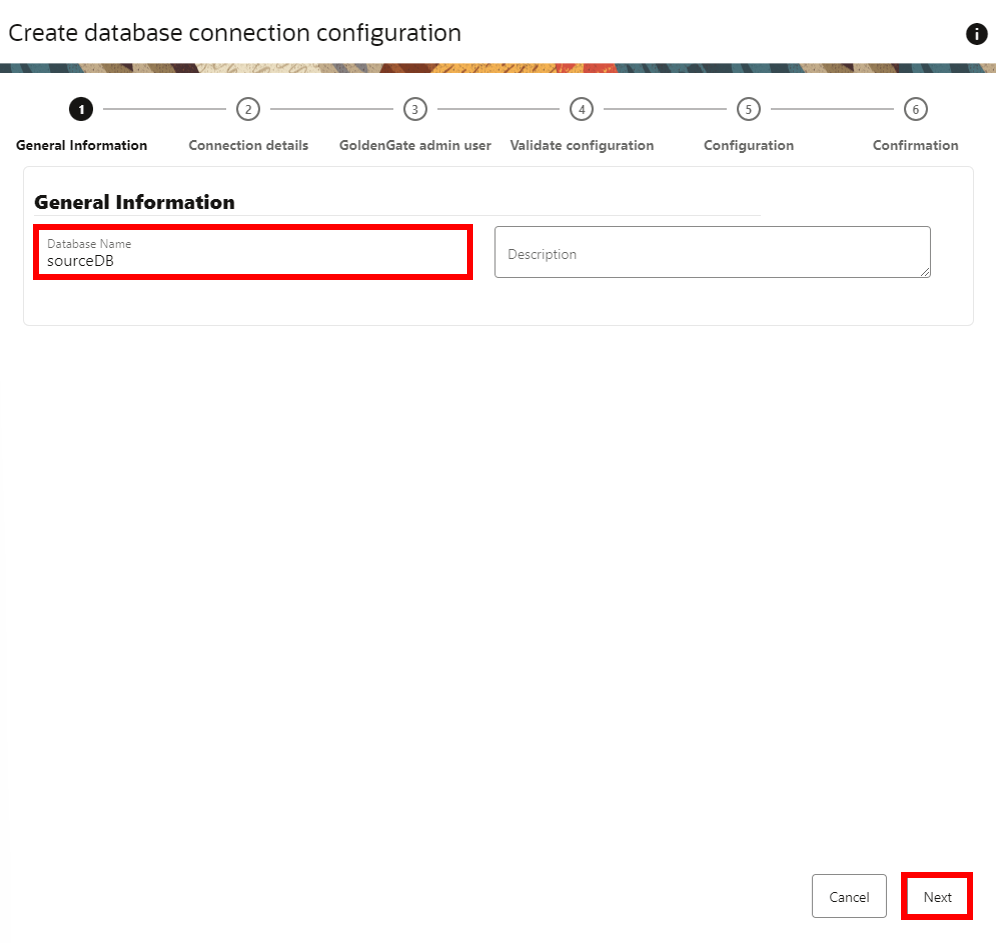 Create database connection configuration
i
1 2 3 4 5 6
General Information Connection details GoldenGate admin user Validate configuration Configuration Confirmation
General Information
Database Name
sourceDB
Description
Cancel Next